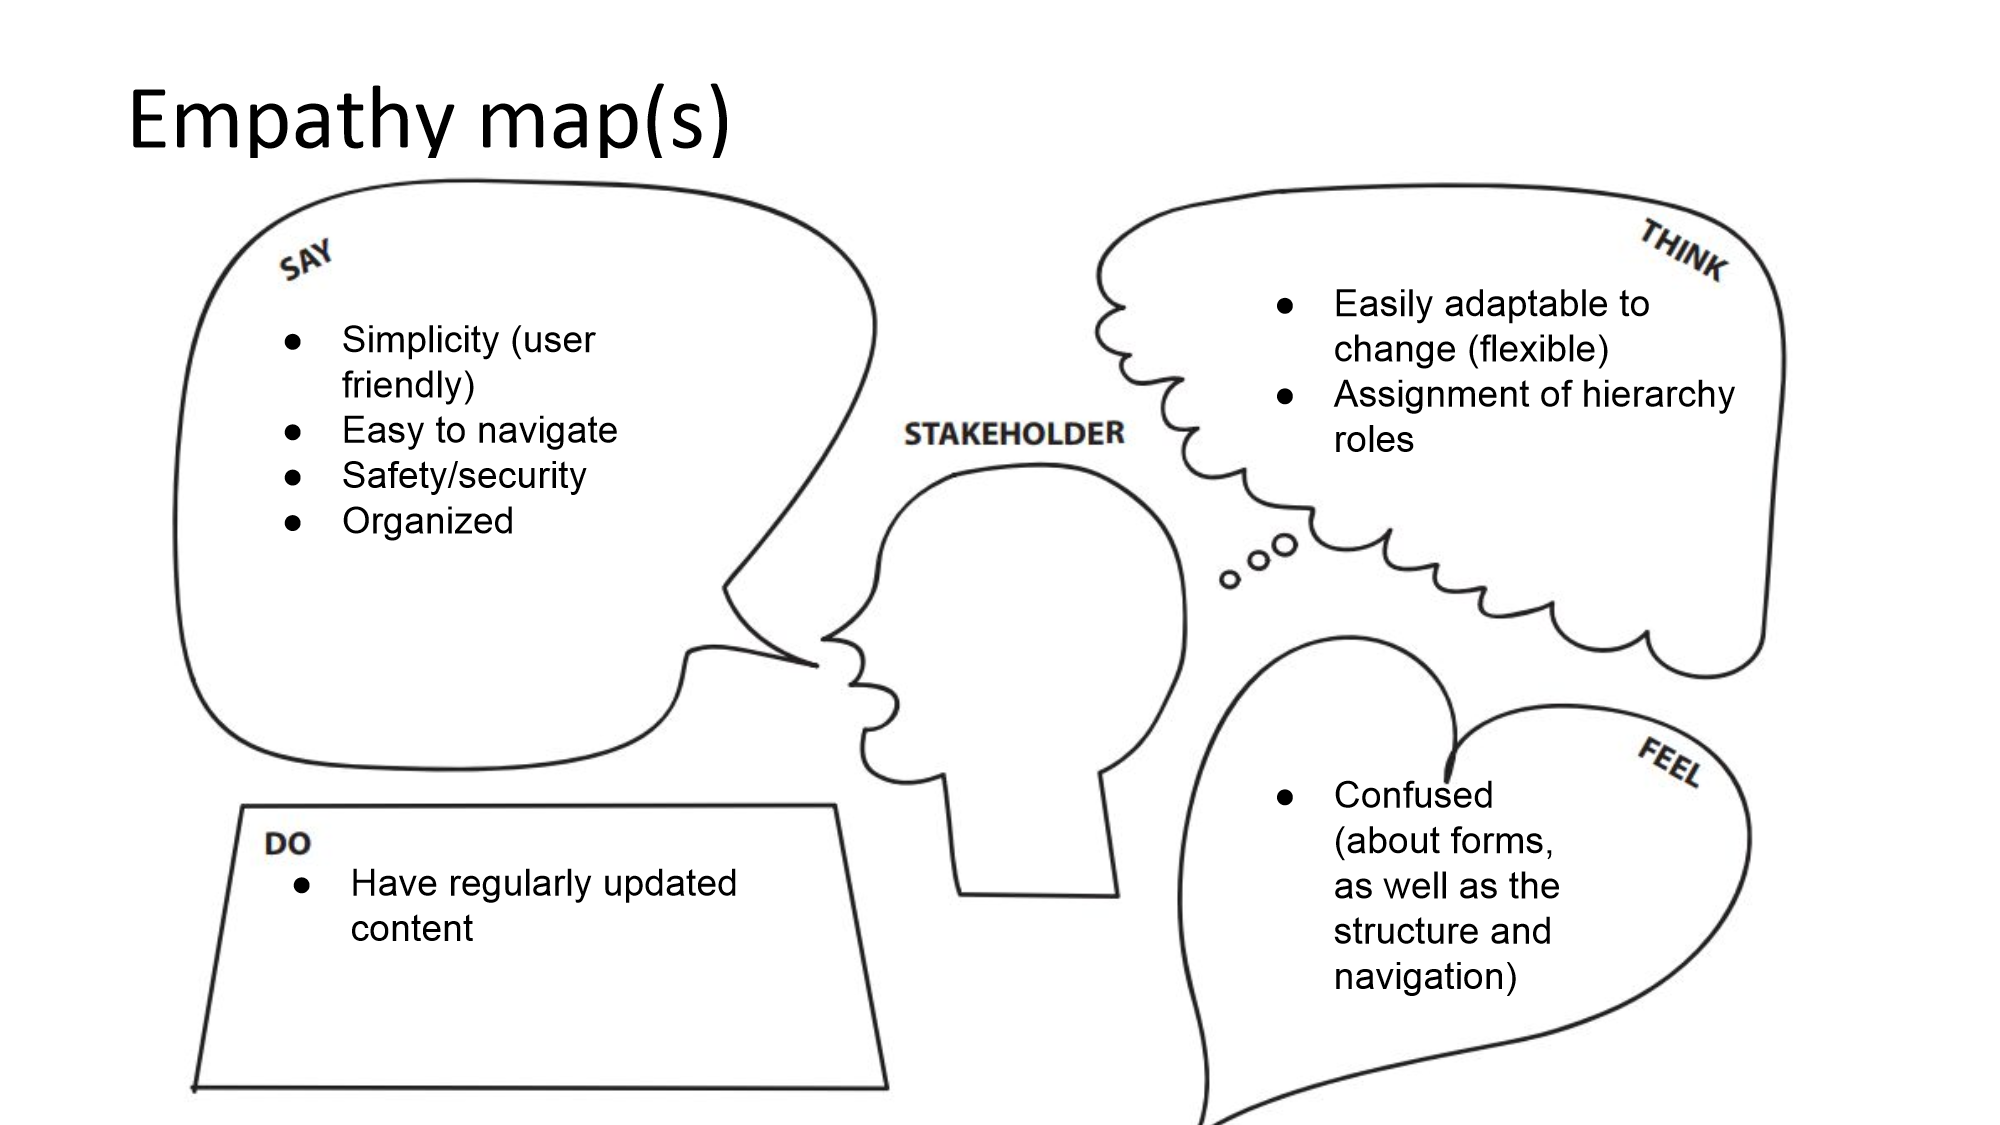 Empathy map(s)
SAY
● Simplicity (user
friendly)
● Easy to navigate
● Safety/security
● Organized
STAKEHOLDER
THINK
● Easily adaptable to
change (flexible)
● Assignment of hierarchy
roles
DO
● Have regularly updated
content
FEEL
● Confused
(about forms,
as well as the
structure and
navigation)